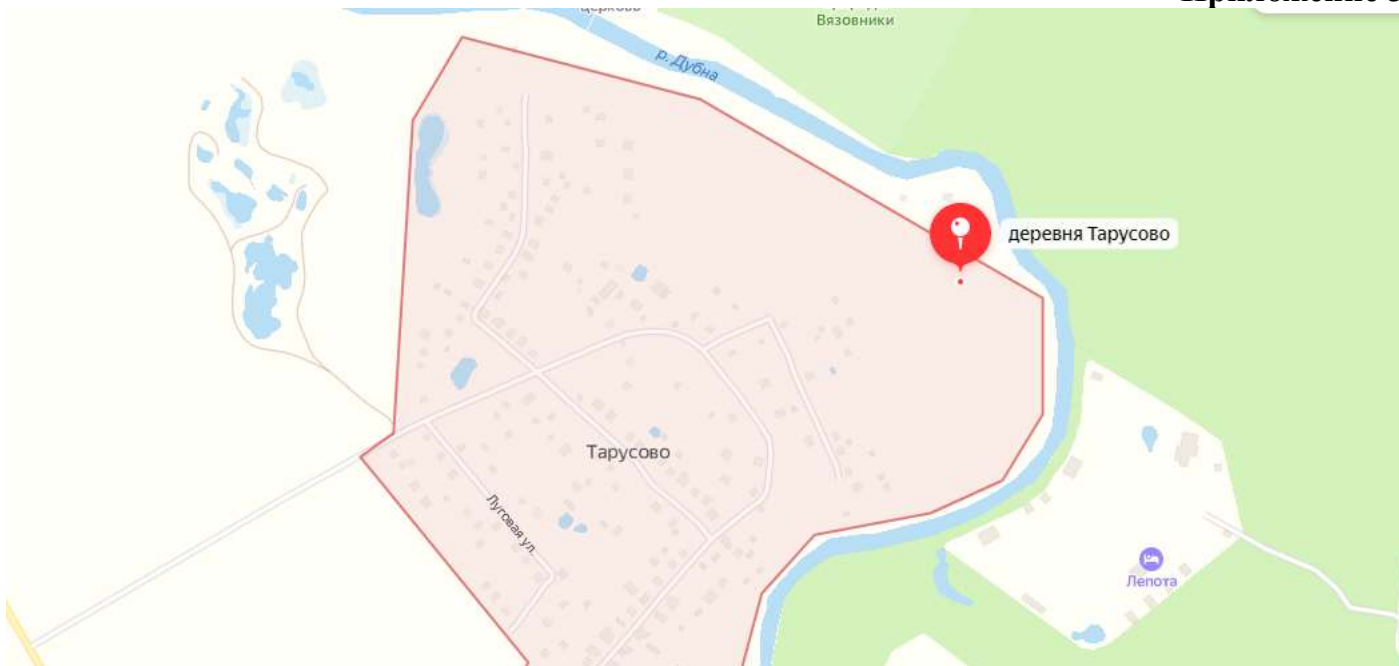 Вязовники
р. Дубна
деревня Тарусово
Тарусово
Луговая ул.
Лепота